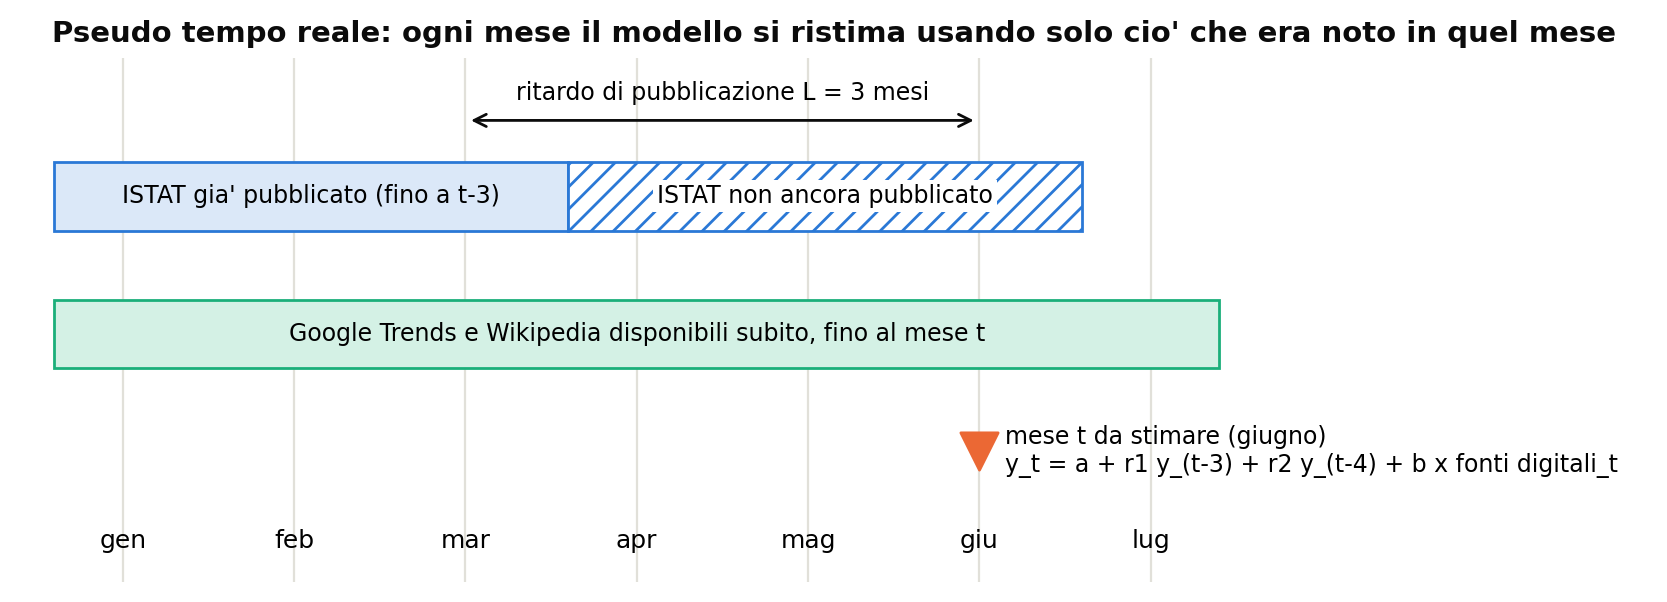 Pseudo tempo reale: ogni mese il modello si ristima usando solo cio' che era noto in quel mese
ritardo di pubblicazione L = 3 mesi
ISTAT gia' pubblicato (fino a t-3)
ISTAT non ancora pubblicato
Google Trends e Wikipedia disponibili subito, fino al mese t
mese t da stimare (giugno)
y_t = a + r1 y_(t-3) + r2 y_(t-4) + b x fonti digitali_t
gen
feb
mar
apr
mag
giu
lug